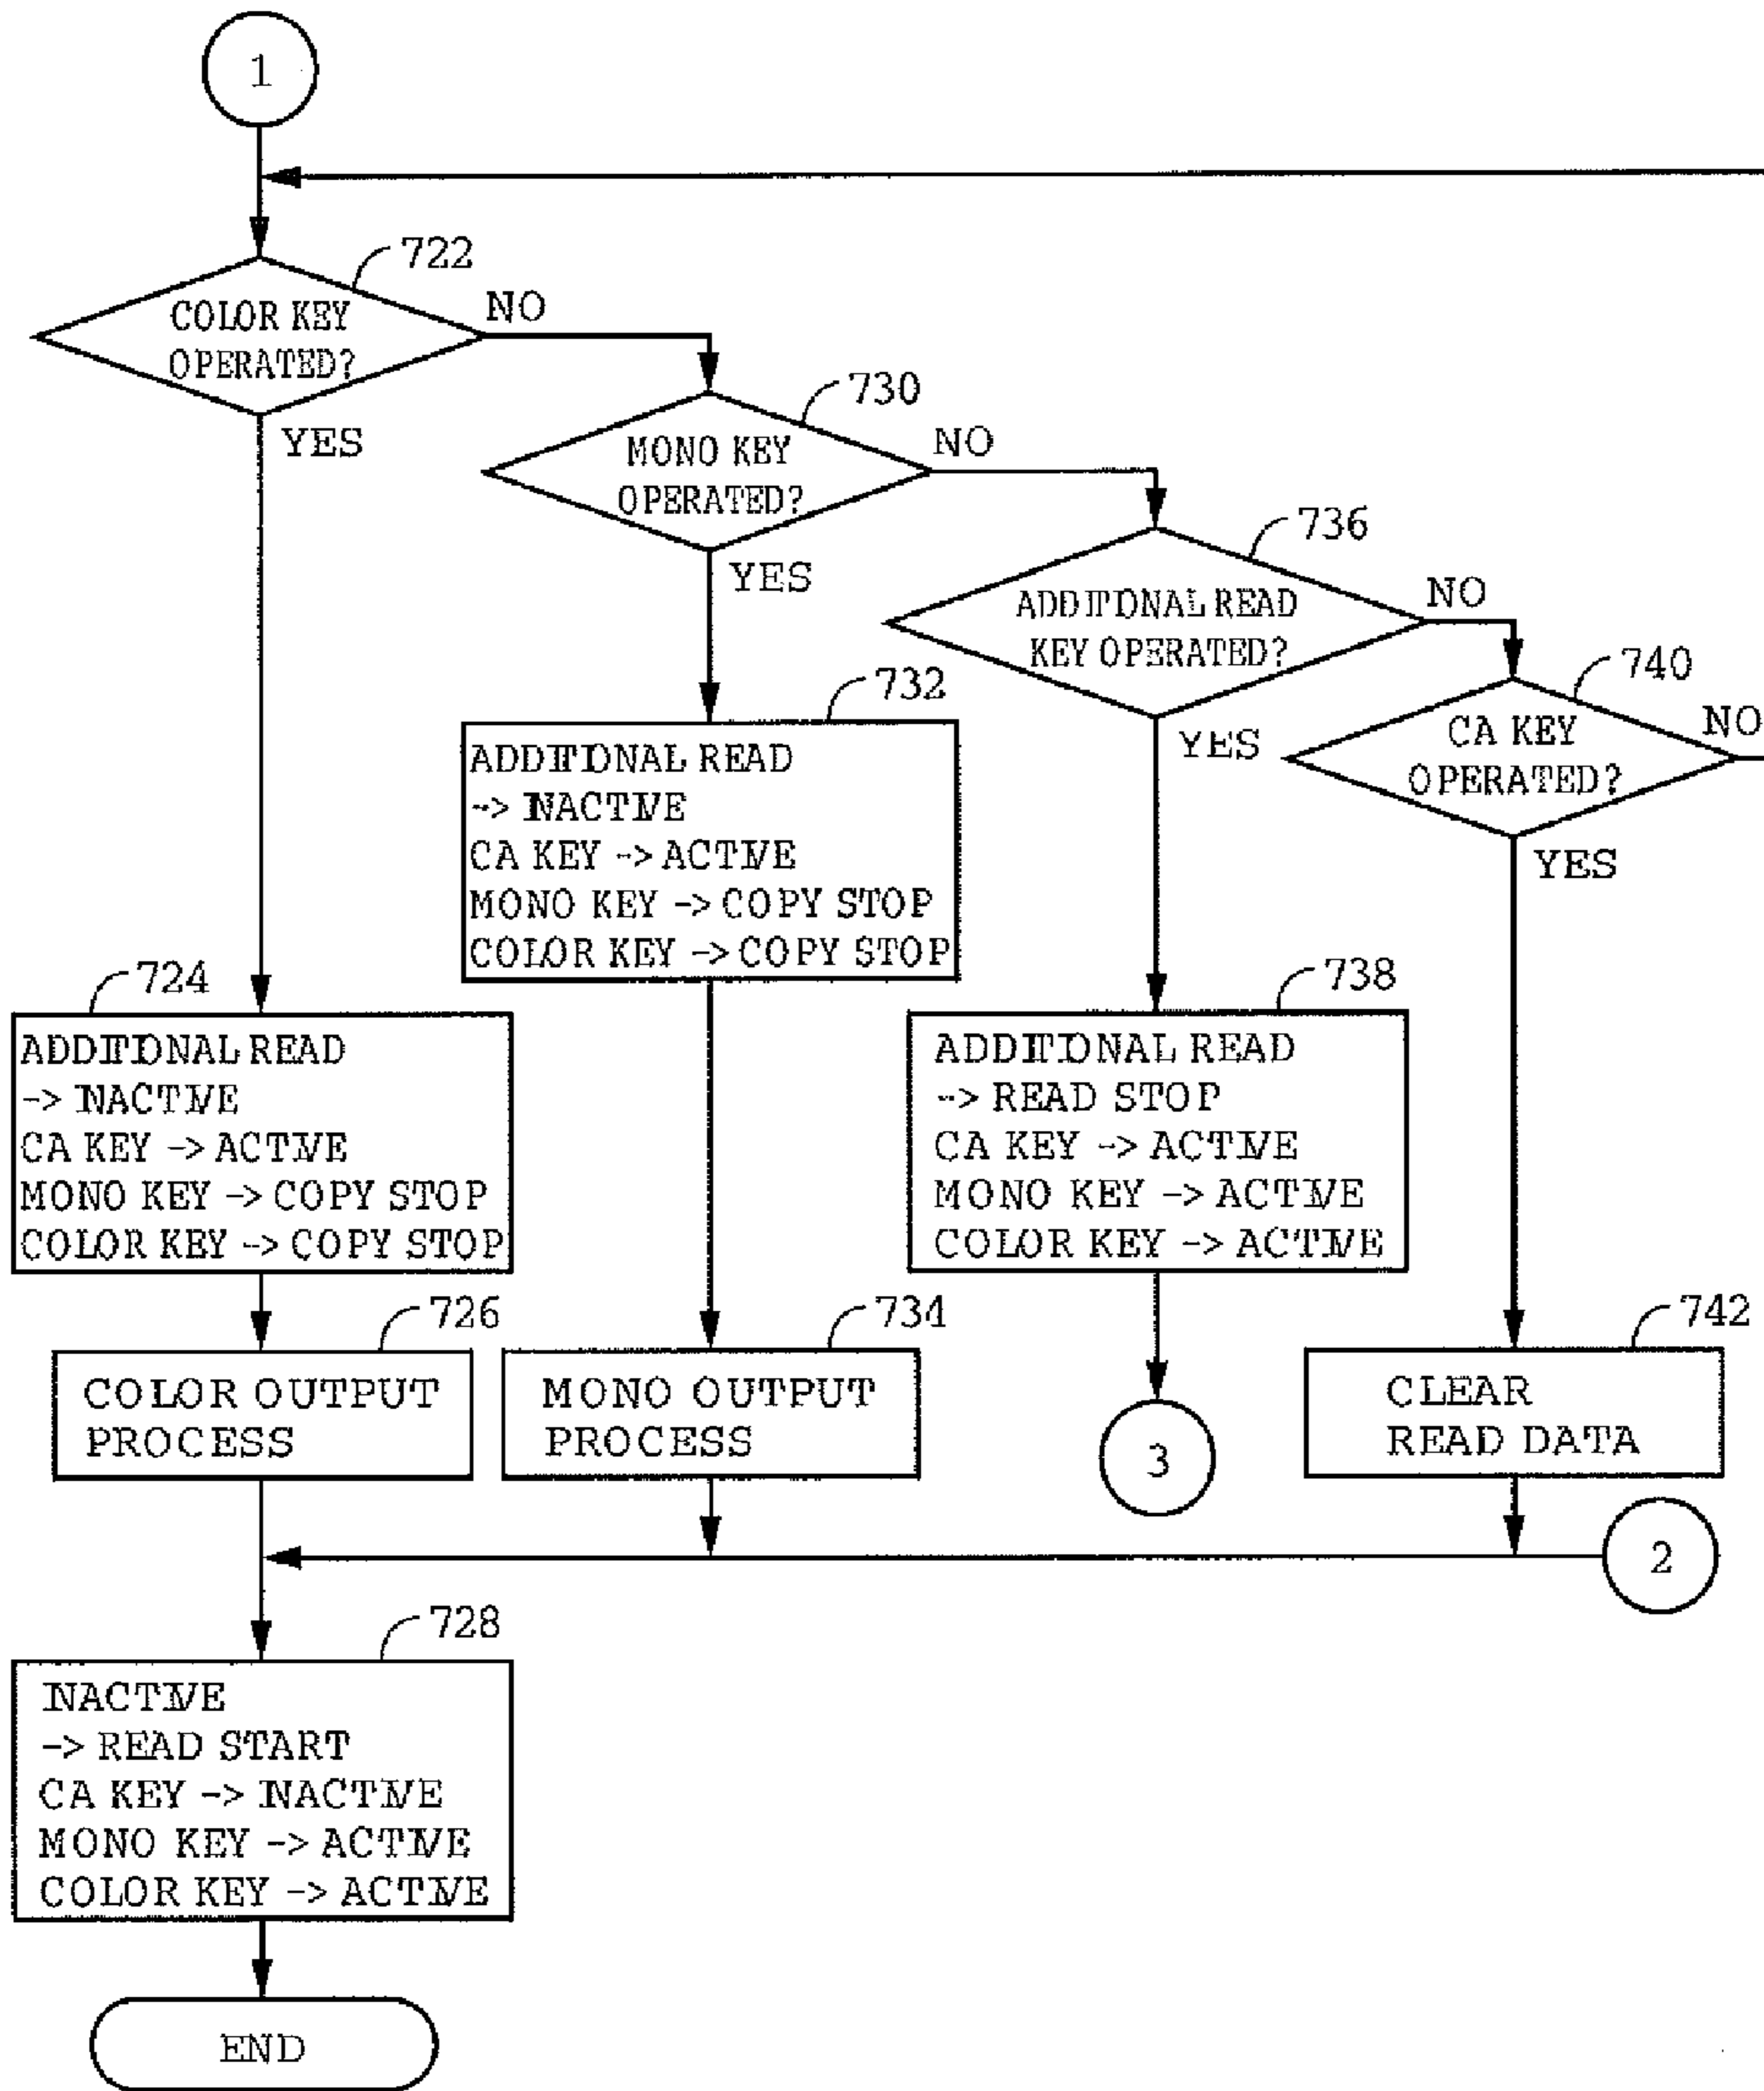 1
722
COLOR KEY
OPERATED?
NO
YES
730
MONO KEY
OPERATED?
NO
YES
736
ADDITIONAL READ
KEY OPERATED?
NO
YES
740
CA KEY
OPERATED?
NO
YES
732
ADDITIONAL READ
-> INACTIVE
CA KEY -> ACTIVE
MONO KEY -> COPY STOP
COLOR KEY -> COPY STOP
724
ADDITIONAL READ
-> INACTIVE
CA KEY -> ACTIVE
MONO KEY -> COPY STOP
COLOR KEY -> COPY STOP
738
ADDITIONAL READ
-> READ STOP
CA KEY -> ACTIVE
MONO KEY -> ACTIVE
COLOR KEY -> ACTIVE
726
COLOR OUTPUT
PROCESS
734
MONO OUTPUT
PROCESS
3
742
CLEAR
READ DATA
2
728
INACTIVE
-> READ START
CA KEY -> INACTIVE
MONO KEY -> ACTIVE
COLOR KEY -> ACTIVE
END